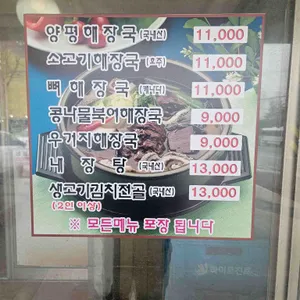 양평해장국(국내산) 11,000
소고기해장국(호주) 11,000
뼈해장국(캐나다) 11,000
콩나물북어해장국 9,000
우거지해장국 9,000
내장탕(국내산) 13,000
생고기김치전골(국내산) 13,000
(2인 이상)
※ 모든메뉴 포장 됩니다